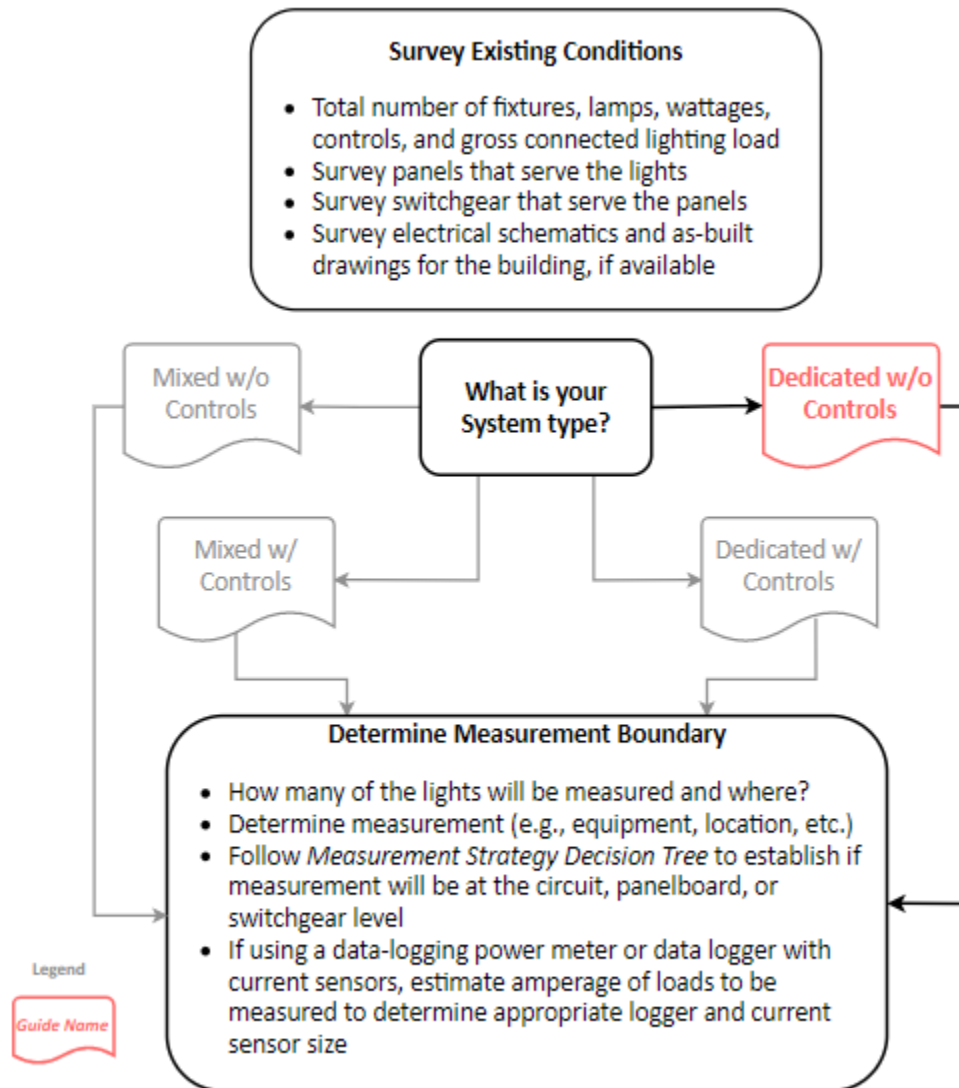 Survey Existing Conditions
• Total number of fixtures, lamps, wattages,
controls, and gross connected lighting load
• Survey panels that serve the lights
• Survey switchgear that serve the panels
• Survey electrical schematics and as-built
drawings for the building, if available
Mixed w/o
Controls
What is your
System type?
Dedicated w/o
Controls
Mixed w/
Controls
Dedicated w/
Controls
Determine Measurement Boundary
• How many of the lights will be measured and where?
• Determine measurement (e.g., equipment, location, etc.)
• Follow Measurement Strategy Decision Tree to establish if
measurement will be at the circuit, panelboard, or
switchgear level
• If using a data-logging power meter or data logger with
current sensors, estimate amperage of loads to be
measured to determine appropriate logger and current
sensor size
Legend
Guide Name